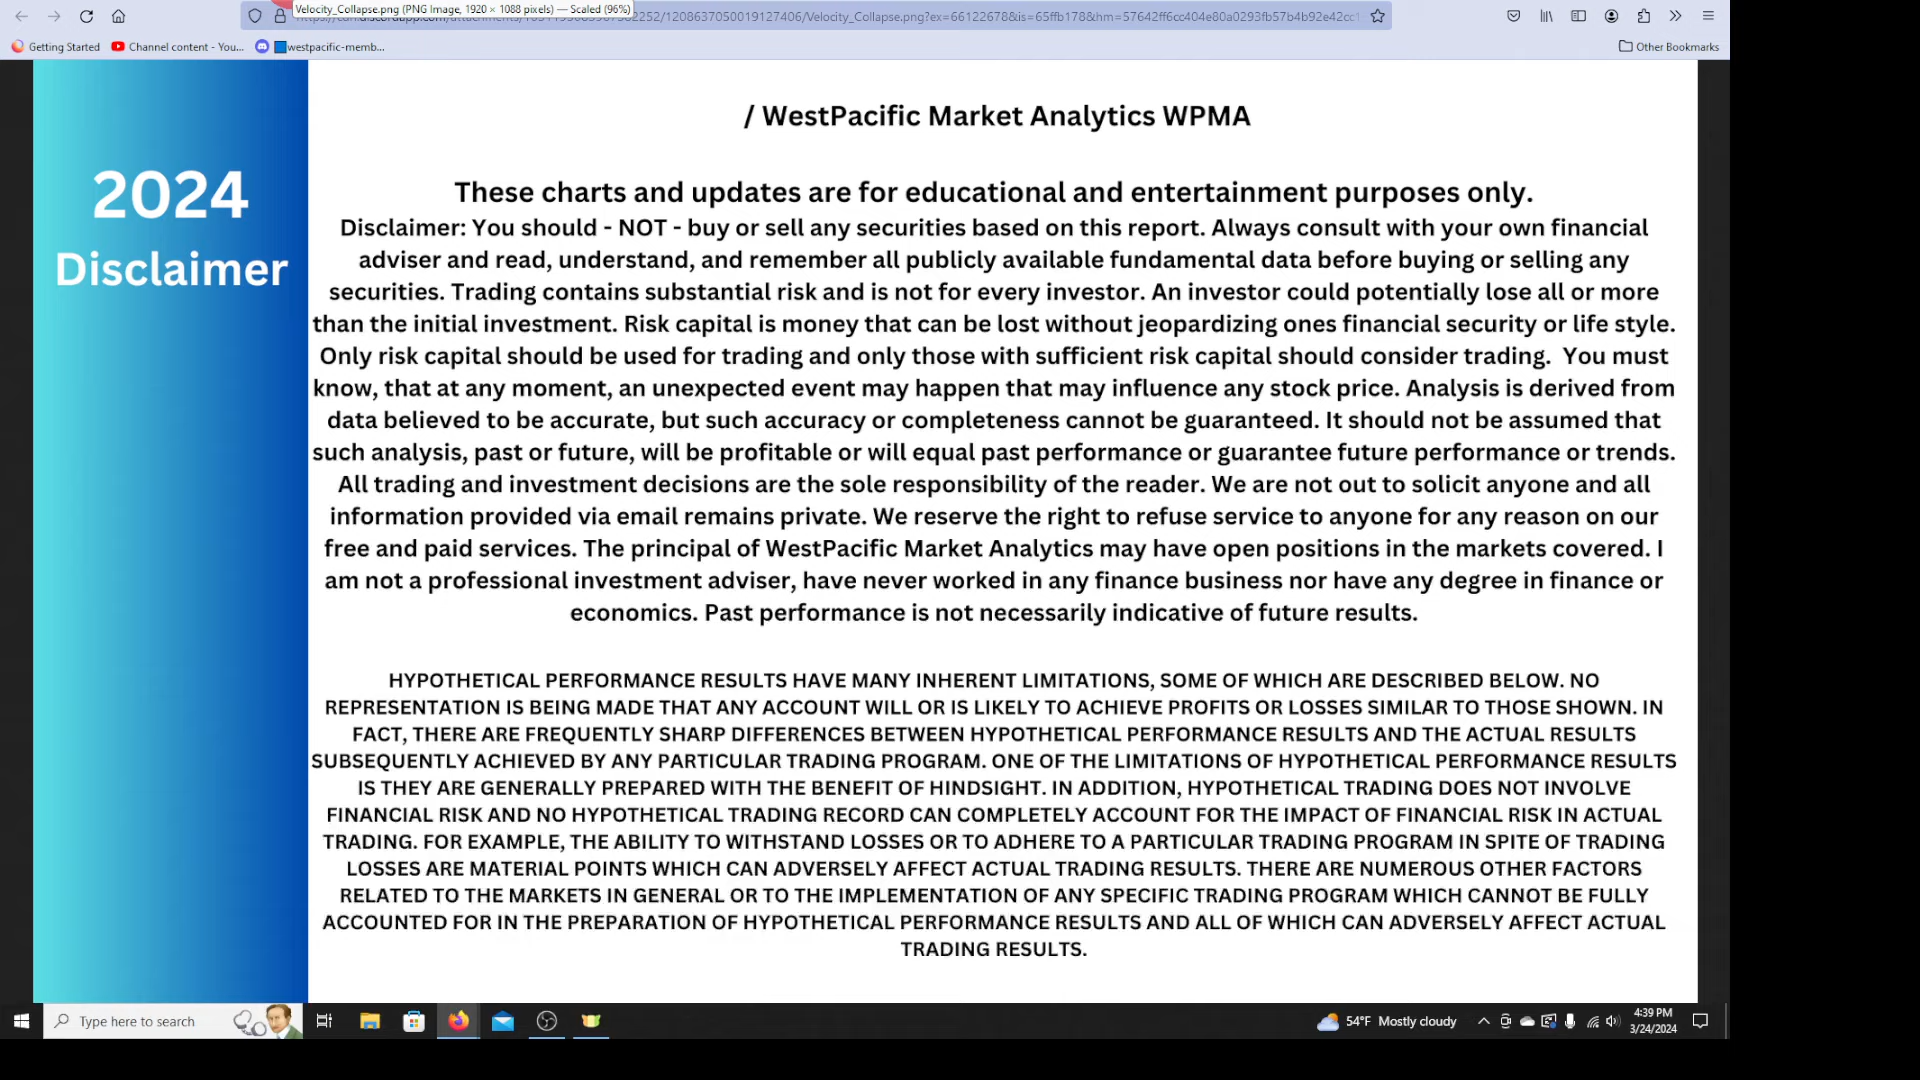 Velocity_Collapse.png (PNG Image, 1920 × 1088 pixels) — Scaled (96%)
2252/1208637050019127406/Velocity_Collapse.png?ex=66122678&is=65ffb178&hm=57642ff6cc404e80a0293fb57b4b92e42cc1
Getting Started
Channel content - You...
westpacific-memb...
Other Bookmarks
2024
Disclaimer
/ WestPacific Market Analytics WPMA
These charts and updates are for educational and entertainment purposes only.
Disclaimer: You should - NOT - buy or sell any securities based on this report. Always consult with your own financial
adviser and read, understand, and remember all publicly available fundamental data before buying or selling any
securities. Trading contains substantial risk and is not for every investor. An investor could potentially lose all or more
than the initial investment. Risk capital is money that can be lost without jeopardizing ones financial security or life style.
Only risk capital should be used for trading and only those with sufficient risk capital should consider trading.  You must
know, that at any moment, an unexpected event may happen that may influence any stock price. Analysis is derived from
data believed to be accurate, but such accuracy or completeness cannot be guaranteed. It should not be assumed that
such analysis, past or future, will be profitable or will equal past performance or guarantee future performance or trends.
All trading and investment decisions are the sole responsibility of the reader. We are not out to solicit anyone and all
information provided via email remains private. We reserve the right to refuse service to anyone for any reason on our
free and paid services. The principal of WestPacific Market Analytics may have open positions in the markets covered. I
am not a professional investment adviser, have never worked in any finance business nor have any degree in finance or
economics. Past performance is not necessarily indicative of future results.
HYPOTHETICAL PERFORMANCE RESULTS HAVE MANY INHERENT LIMITATIONS, SOME OF WHICH ARE DESCRIBED BELOW. NO
REPRESENTATION IS BEING MADE THAT ANY ACCOUNT WILL OR IS LIKELY TO ACHIEVE PROFITS OR LOSSES SIMILAR TO THOSE SHOWN. IN
FACT, THERE ARE FREQUENTLY SHARP DIFFERENCES BETWEEN HYPOTHETICAL PERFORMANCE RESULTS AND THE ACTUAL RESULTS
SUBSEQUENTLY ACHIEVED BY ANY PARTICULAR TRADING PROGRAM. ONE OF THE LIMITATIONS OF HYPOTHETICAL PERFORMANCE RESULTS
IS THEY ARE GENERALLY PREPARED WITH THE BENEFIT OF HINDSIGHT. IN ADDITION, HYPOTHETICAL TRADING DOES NOT INVOLVE
FINANCIAL RISK AND NO HYPOTHETICAL TRADING RECORD CAN COMPLETELY ACCOUNT FOR THE IMPACT OF FINANCIAL RISK IN ACTUAL
TRADING. FOR EXAMPLE, THE ABILITY TO WITHSTAND LOSSES OR TO ADHERE TO A PARTICULAR TRADING PROGRAM IN SPITE OF TRADING
LOSSES ARE MATERIAL POINTS WHICH CAN ADVERSELY AFFECT ACTUAL TRADING RESULTS. THERE ARE NUMEROUS OTHER FACTORS
RELATED TO THE MARKETS IN GENERAL OR TO THE IMPLEMENTATION OF ANY SPECIFIC TRADING PROGRAM WHICH CANNOT BE FULLY
ACCOUNTED FOR IN THE PREPARATION OF HYPOTHETICAL PERFORMANCE RESULTS AND ALL OF WHICH CAN ADVERSELY AFFECT ACTUAL
TRADING RESULTS.
Type here to search
54°F Mostly cloudy
4:39 PM
3/24/2024